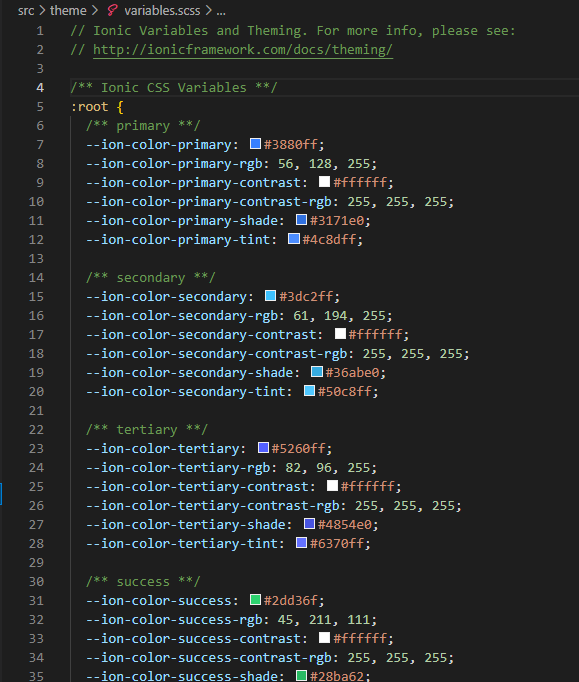 src > theme > variables.scss > ...
1 // Ionic Variables and Theming. For more info, please see:
2 // http://ionicframework.com/docs/theming/
3
4 /** Ionic CSS Variables **/
5 :root {
6 /** primary **/
7 --ion-color-primary: #3880ff;
8 --ion-color-primary-rgb: 56, 128, 255;
9 --ion-color-primary-contrast: #ffffff;
10 --ion-color-primary-contrast-rgb: 255, 255, 255;
11 --ion-color-primary-shade: #3171e0;
12 --ion-color-primary-tint: #4c8dff;
13
14 /** secondary **/
15 --ion-color-secondary: #3dc2ff;
16 --ion-color-secondary-rgb: 61, 194, 255;
17 --ion-color-secondary-contrast: #ffffff;
18 --ion-color-secondary-contrast-rgb: 255, 255, 255;
19 --ion-color-secondary-shade: #36abe0;
20 --ion-color-secondary-tint: #50c8ff;
21
22 /** tertiary **/
23 --ion-color-tertiary: #5260ff;
24 --ion-color-tertiary-rgb: 82, 96, 255;
25 --ion-color-tertiary-contrast: #ffffff;
26 --ion-color-tertiary-contrast-rgb: 255, 255, 255;
27 --ion-color-tertiary-shade: #4854e0;
28 --ion-color-tertiary-tint: #6370ff;
29
30 /** success **/
31 --ion-color-success: #2dd36f;
32 --ion-color-success-rgb: 45, 211, 111;
33 --ion-color-success-contrast: #ffffff;
34 --ion-color-success-contrast-rgb: 255, 255, 255;
35 --ion-color-success-shade: #28ba62;